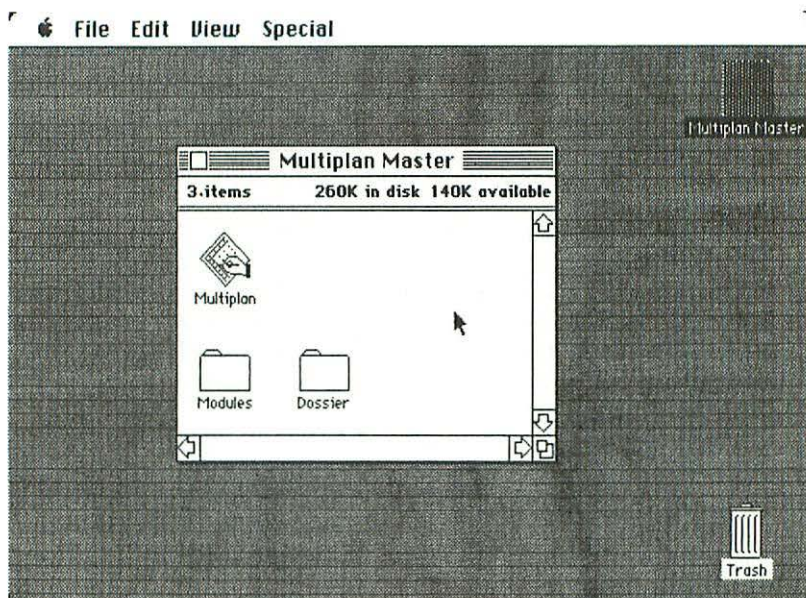 File Edit View Special
Multiplan Master
Multiplan Master
3 items 260K in disk 140K available
Multiplan
Modules Dossier
Trash